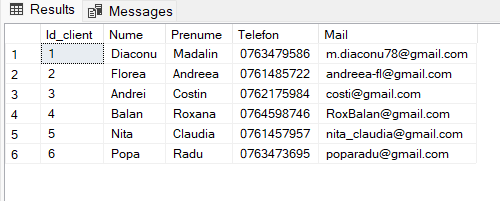 Results Messages
Id_client Nume Prenume Telefon Mail
1 1 Diaconu Madalin 0763479586 m.diaconu78@gmail.com
2 2 Florea Andreea 0761485722 andreea-fl@gmail.com
3 3 Andrei Costin 0762175984 costi@gmail.com
4 4 Balan Roxana 0764598746 RoxBalan@gmail.com
5 5 Nita Claudia 0761457957 nita_claudia@gmail.com
6 6 Popa Radu 0763473695 poparadu@gmail.com